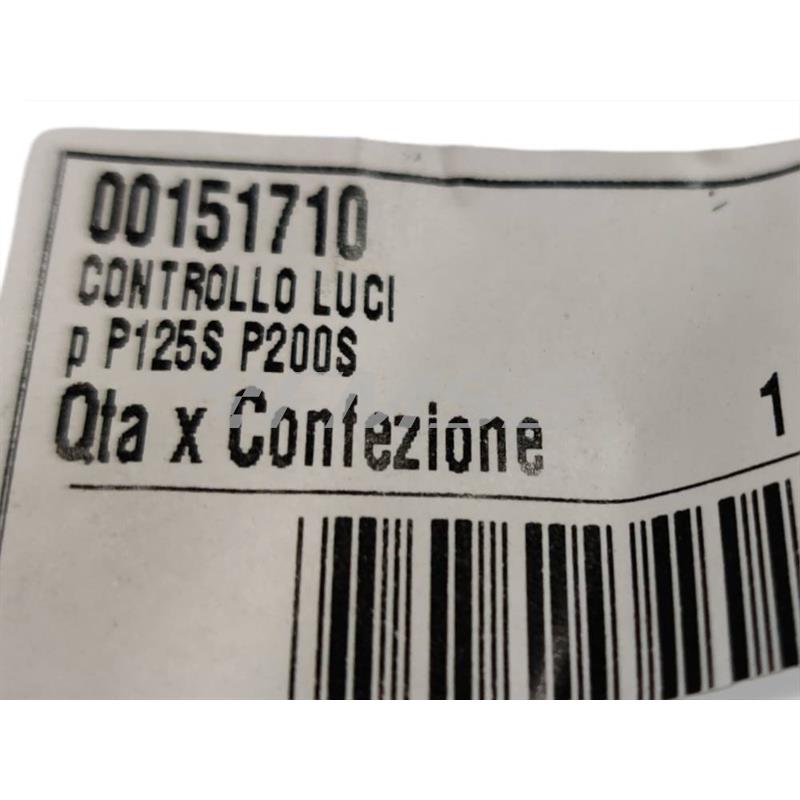 00151710
CONTROLLO LUCI
p P125S P200S
Qta x Confezione 1